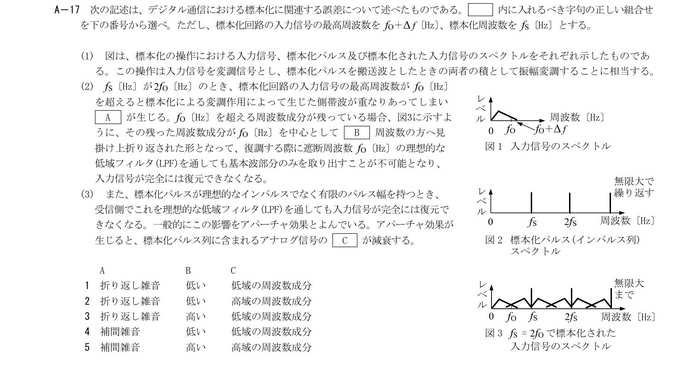 A-17 次の記述は、デジタル通信における標本化に関連する誤差について述べたものである。 内に入れるべき字句の正しい組合せ
を下の番号から選べ。ただし、標本化回路の入力信号の最高周波数を fO+Δf〔Hz〕、標本化周波数を fS〔Hz〕とする。
(1) 図は、標本化の操作における入力信号、標本化パルス及び標本化された入力信号のスペクトルをそれぞれ示したものであ
る。この操作は入力信号を変調信号とし、標本化パルスを搬送波としたときの両者の積として振幅変調することに相当する。
(2) fS〔Hz〕が2fO〔Hz〕のとき、標本化回路の入力信号の最高周波数が fO〔Hz〕
を超えると標本化による変調作用によって生じた側帯波が重なりあってしまい
A が生じる。fO〔Hz〕を超える周波数成分が残っている場合、図3に示すよ
うに、その残った周波数成分が fO〔Hz〕を中心として B 周波数の方へ見
掛け上折り返された形となって、復調する際に遮断周波数 fO〔Hz〕の理想的な
低域フィルタ(LPF)を通しても基本波部分のみを取り出すことが不可能となり、
入力信号が完全には復元できなくなる。
(3) また、標本化パルスが理想的なインパルスでなく有限のパルス幅を持つとき、
受信側でこれを理想的な低域フィルタ(LPF)を通しても入力信号が完全には復元で
きなくなる。一般的にこの影響をアパーチャ効果とよんでいる。アパーチャ効果が
生じると、標本化パルス列に含まれるアナログ信号の C が減衰する。
A B C
1 折り返し雑音 低い 低域の周波数成分
2 折り返し雑音 低い 高域の周波数成分
3 折り返し雑音 高い 低域の周波数成分
4 補間雑音 低い 低域の周波数成分
5 補間雑音 高い 高域の周波数成分
レベル
周波数〔Hz〕
0 fO fO+Δf
図1 入力信号のスペクトル
無限大で
繰り返す
レベル
0 fS 2fS 周波数〔Hz〕
図2 標本化パルス(インパルス列)
スペクトル
無限大
まで
レベル
0 fO fS 2fS 周波数〔Hz〕
図3 fS=2fOで標本化された
入力信号のスペクトル